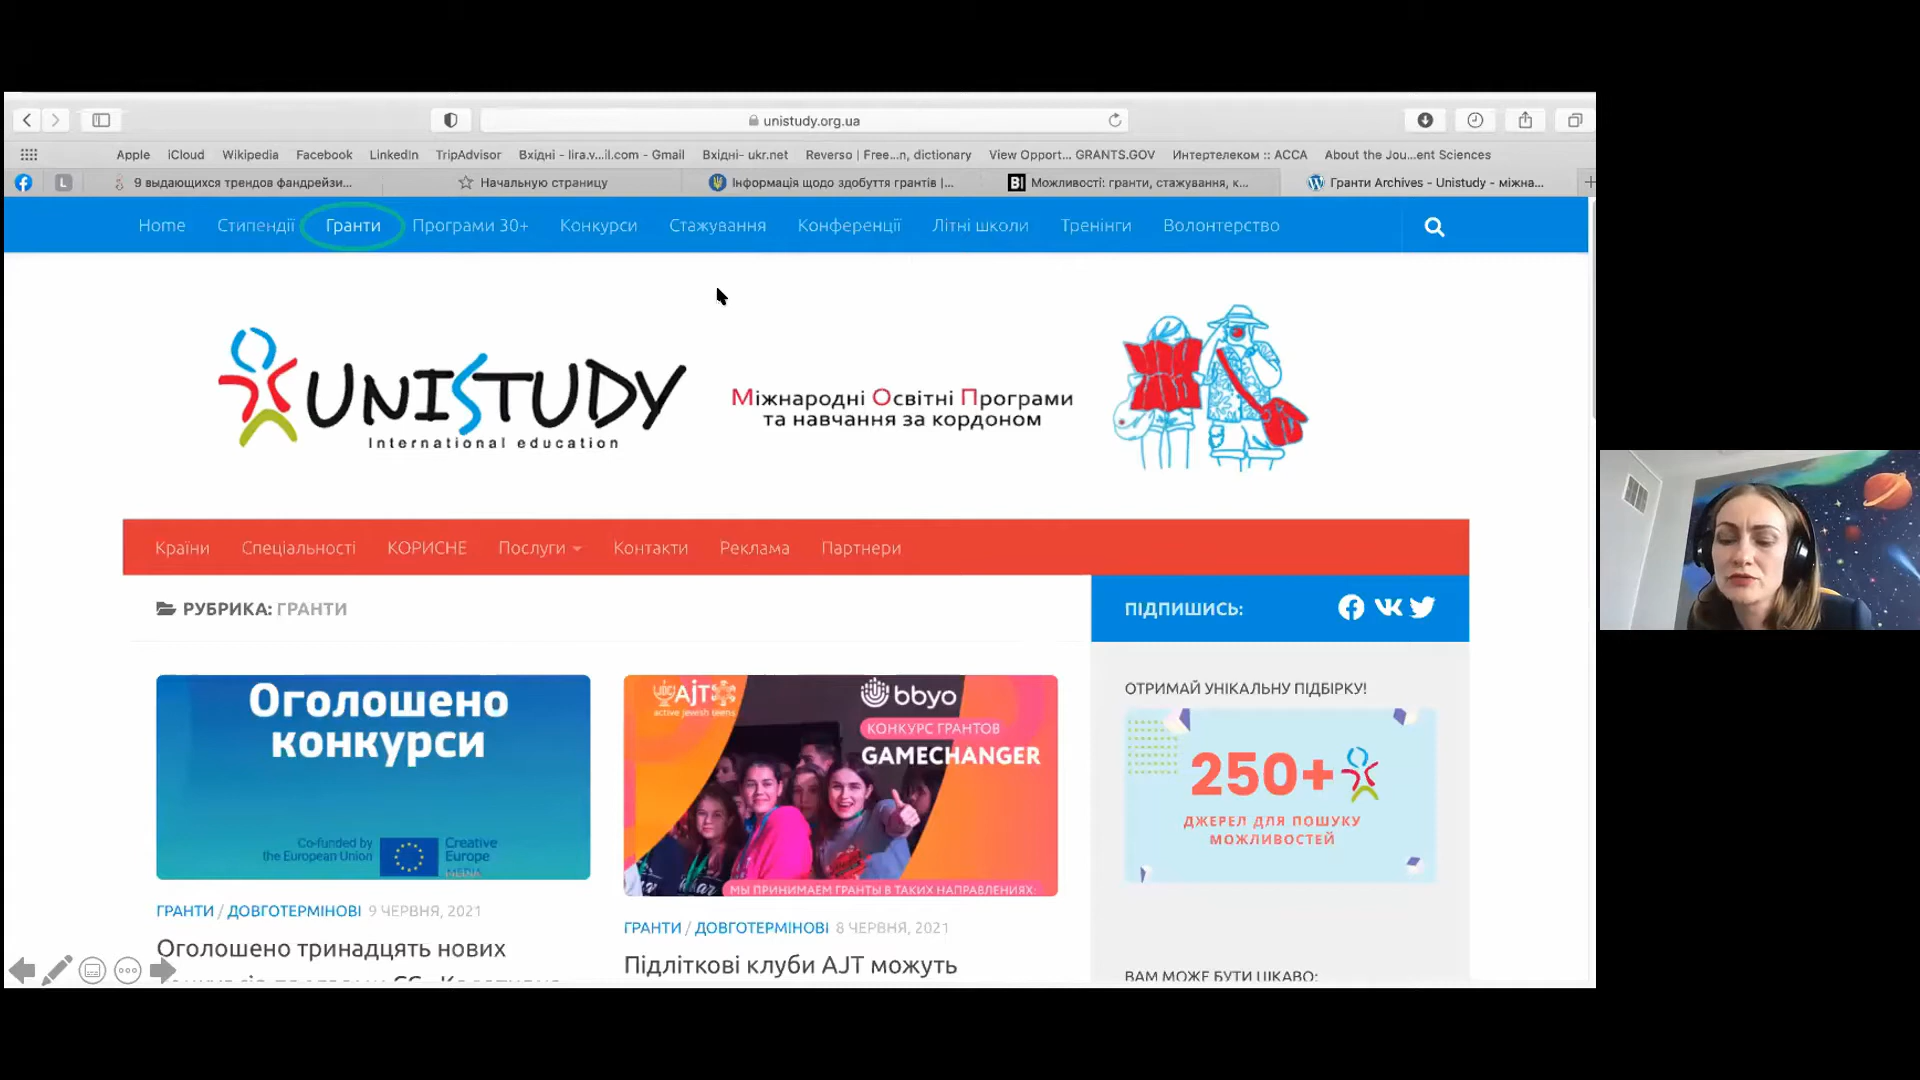 unistudy.org.ua
Apple iCloud Wikipedia Facebook LinkedIn TripAdvisor Вхідні - lira.v...il.com - Gmail Вхідні- ukr.net Reverso | Free...n, dictionary View Opport... GRANTS.GOV Интертелеком :: АССА About the Jou...ent Sciences
L 9 выдающихся трендов фандрейзи... Начальную страницу Інформація щодо здобуття грантів |... BI Можливості: гранти, стажування, к... Гранти Archives - Unistudy - міжна...
Home Стипендії Гранти Програми 30+ Конкурси Стажування Конференції Літні школи Тренінги Волонтерство
UNISTUDY
International education
Міжнародні Освітні Програми
та навчання за кордоном
Країни Спеціальності КОРИСНЕ Послуги Контакти Реклама Партнери
РУБРИКА: ГРАНТИ
ПІДПИШИСЬ:
Оголошено
конкурси
Co-funded by
the European Union
Creative
Europe
MEDIA
AJT
active jewish teens
bbyo
КОНКУРС ГРАНТОВ
GAMECHANGER
МЫ ПРИНИМАЕМ ГРАНТЫ В ТАКИХ НАПРАВЛЕНИЯХ:
ОТРИМАЙ УНІКАЛЬНУ ПІДБІРКУ!
250+
ДЖЕРЕЛ ДЛЯ ПОШУКУ
МОЖЛИВОСТЕЙ
ГРАНТИ / ДОВГОТЕРМІНОВІ 9 ЧЕРВНЯ, 2021
Оголошено тринадцять нових
ГРАНТИ / ДОВГОТЕРМІНОВІ 8 ЧЕРВНЯ, 2021
Підліткові клуби AJT можуть
ВАМ МОЖЕ БУТИ ЦІКАВО: